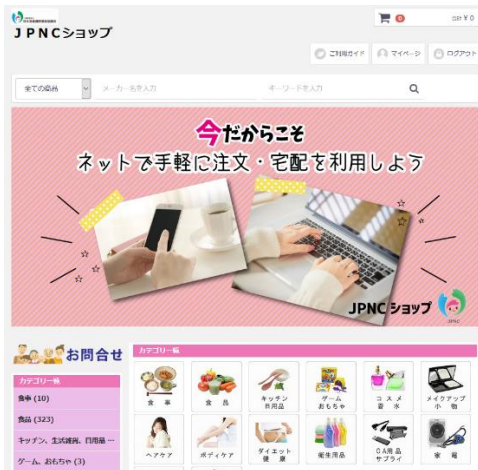 JPNCショップ
0
合計 ¥ 0
ご利用ガイド
マイページ
ログアウト
全ての商品
メーカー名を入力
キーワードを入力
今だからこそ
ネットで手軽に注文・宅配を利用しよう
JPNCショップ
JPNC
お問合せ
カテゴリ一覧
食事 (10)
食品 (323)
キッチン、生活雑貨、日用品 …
ゲーム、おもちゃ (3)
カテゴリ一覧
食 事
食 品
キッチン
日用品
ゲーム
おもちゃ
コ ス メ
香 水
メイクアップ
小 物
ヘアケア
ボディケア
ダイエット
健 康
衛生用品
OA用品
サプライ
家 電